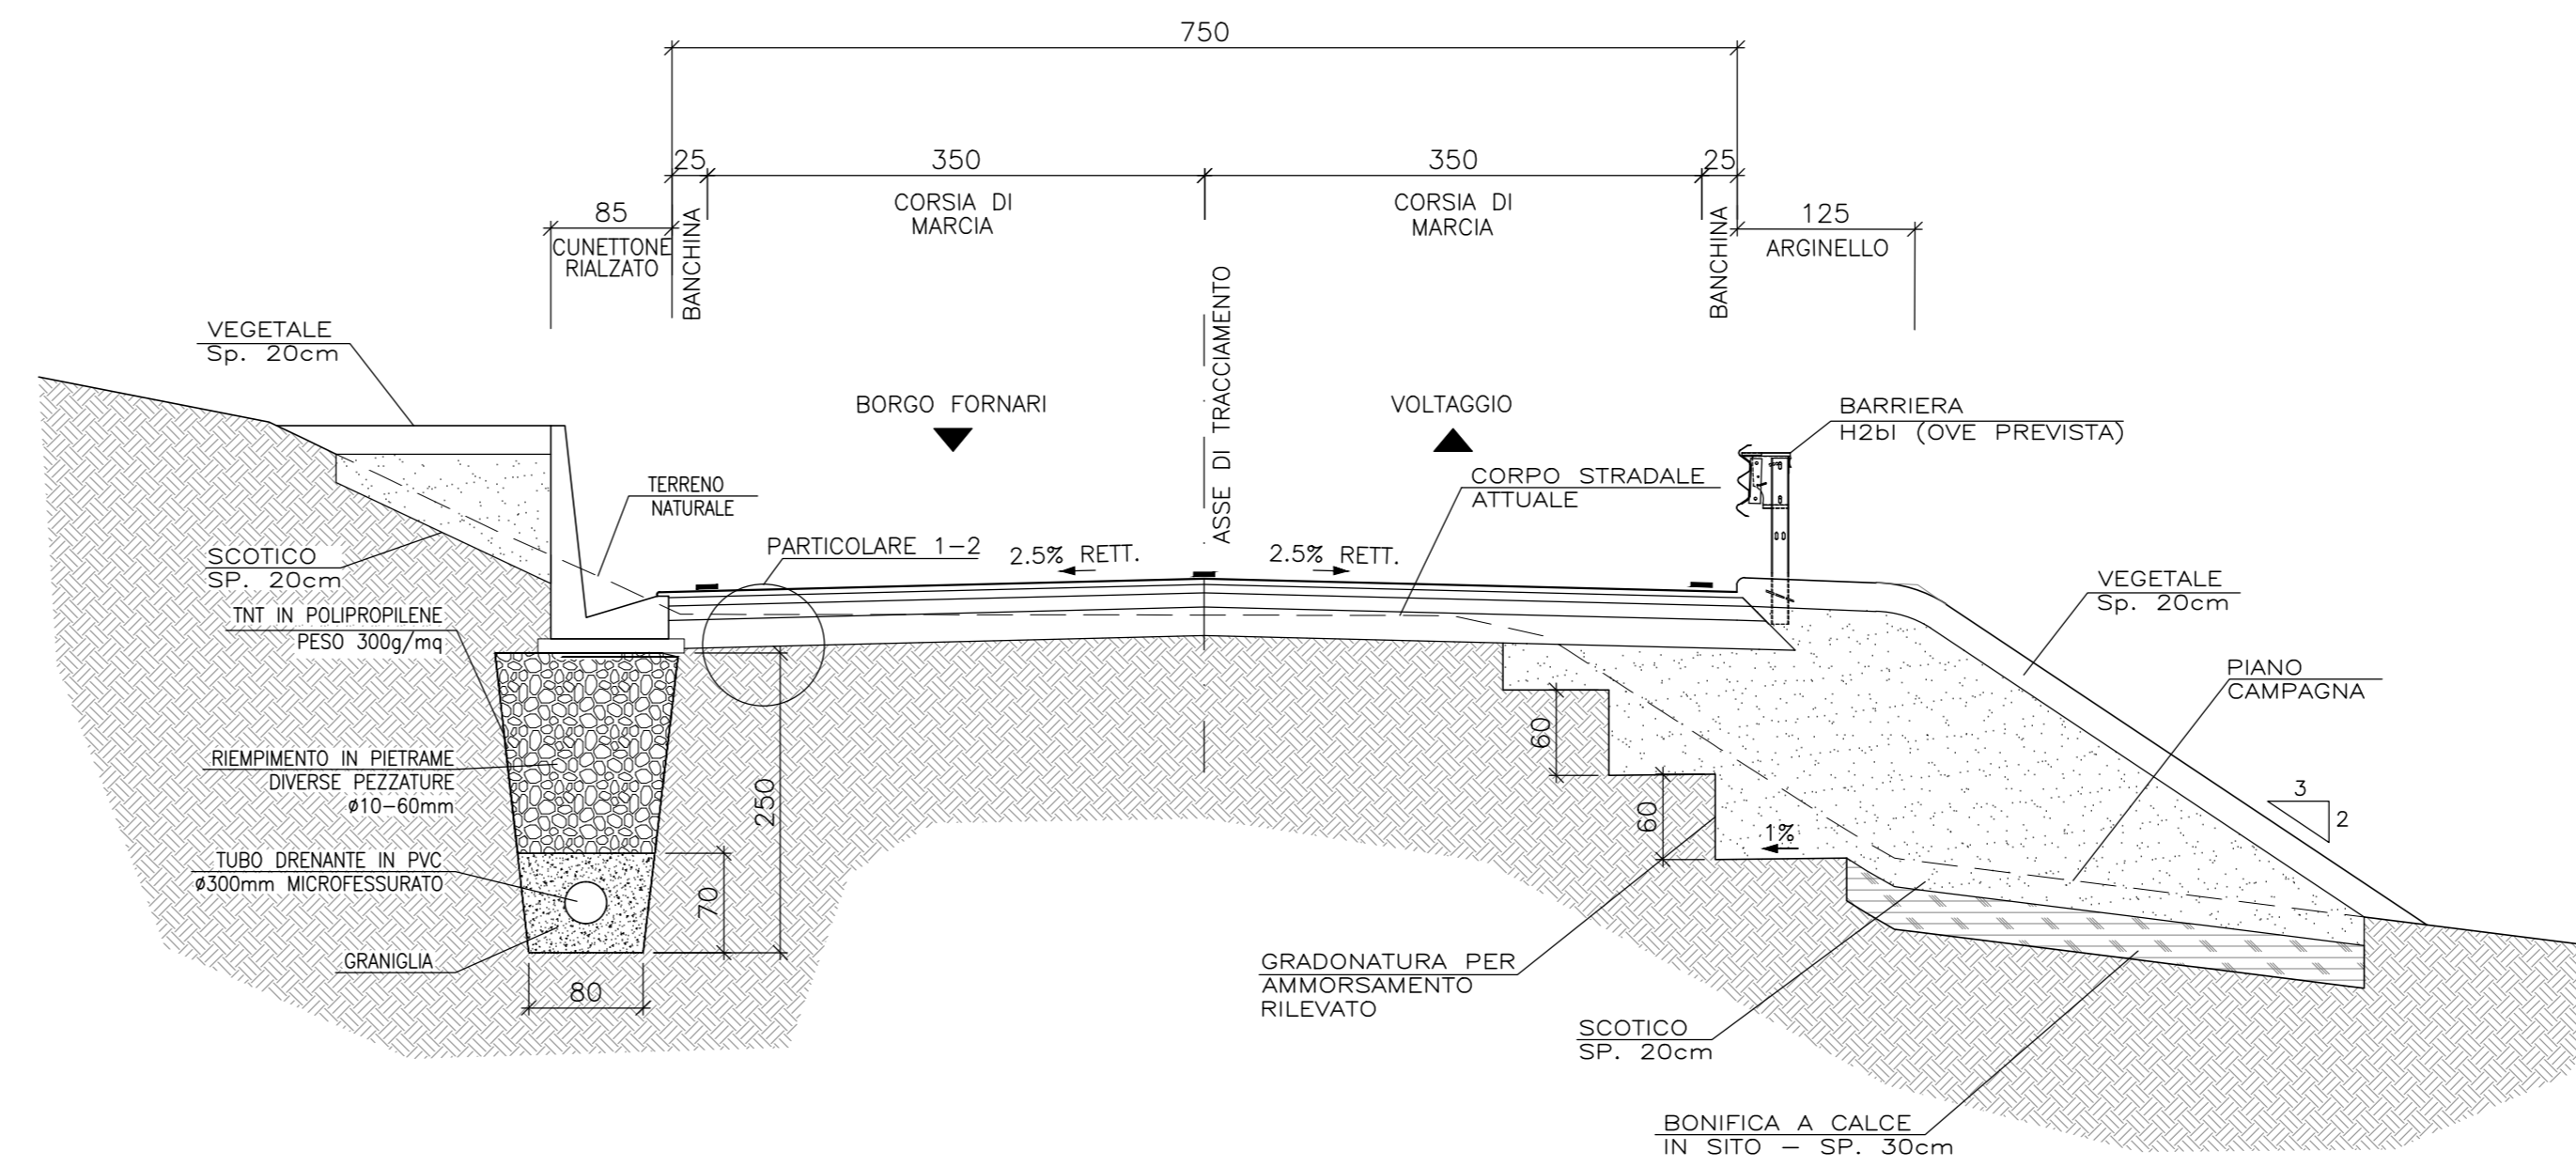 750
25
350
350
25
CORSIA DI
MARCIA
CORSIA DI
MARCIA
85
CUNETTONE
RIALZATO
BANCHINA
BANCHINA
125
ARGINELLO
ASSE DI TRACCIAMENTO
VEGETALE
Sp. 20cm
BORGO FORNARI
VOLTAGGIO
BARRIERA
H2bl (OVE PREVISTA)
TERRENO
NATURALE
CORPO STRADALE
ATTUALE
PARTICOLARE 1-2
2.5% RETT.
2.5% RETT.
SCOTICO
SP. 20cm
VEGETALE
Sp. 20cm
TNT IN POLIPROPILENE
PESO 300g/mq
PIANO
CAMPAGNA
60
RIEMPIMENTO IN PIETRAME
DIVERSE PEZZATURE
ø10-60mm
250
60
3
2
1%
TUBO DRENANTE IN PVC
ø300mm MICROFESSURATO
70
GRANIGLIA
80
GRADONATURA PER
AMMORSAMENTO
RILEVATO
SCOTICO
SP. 20cm
BONIFICA A CALCE
IN SITO – SP. 30cm